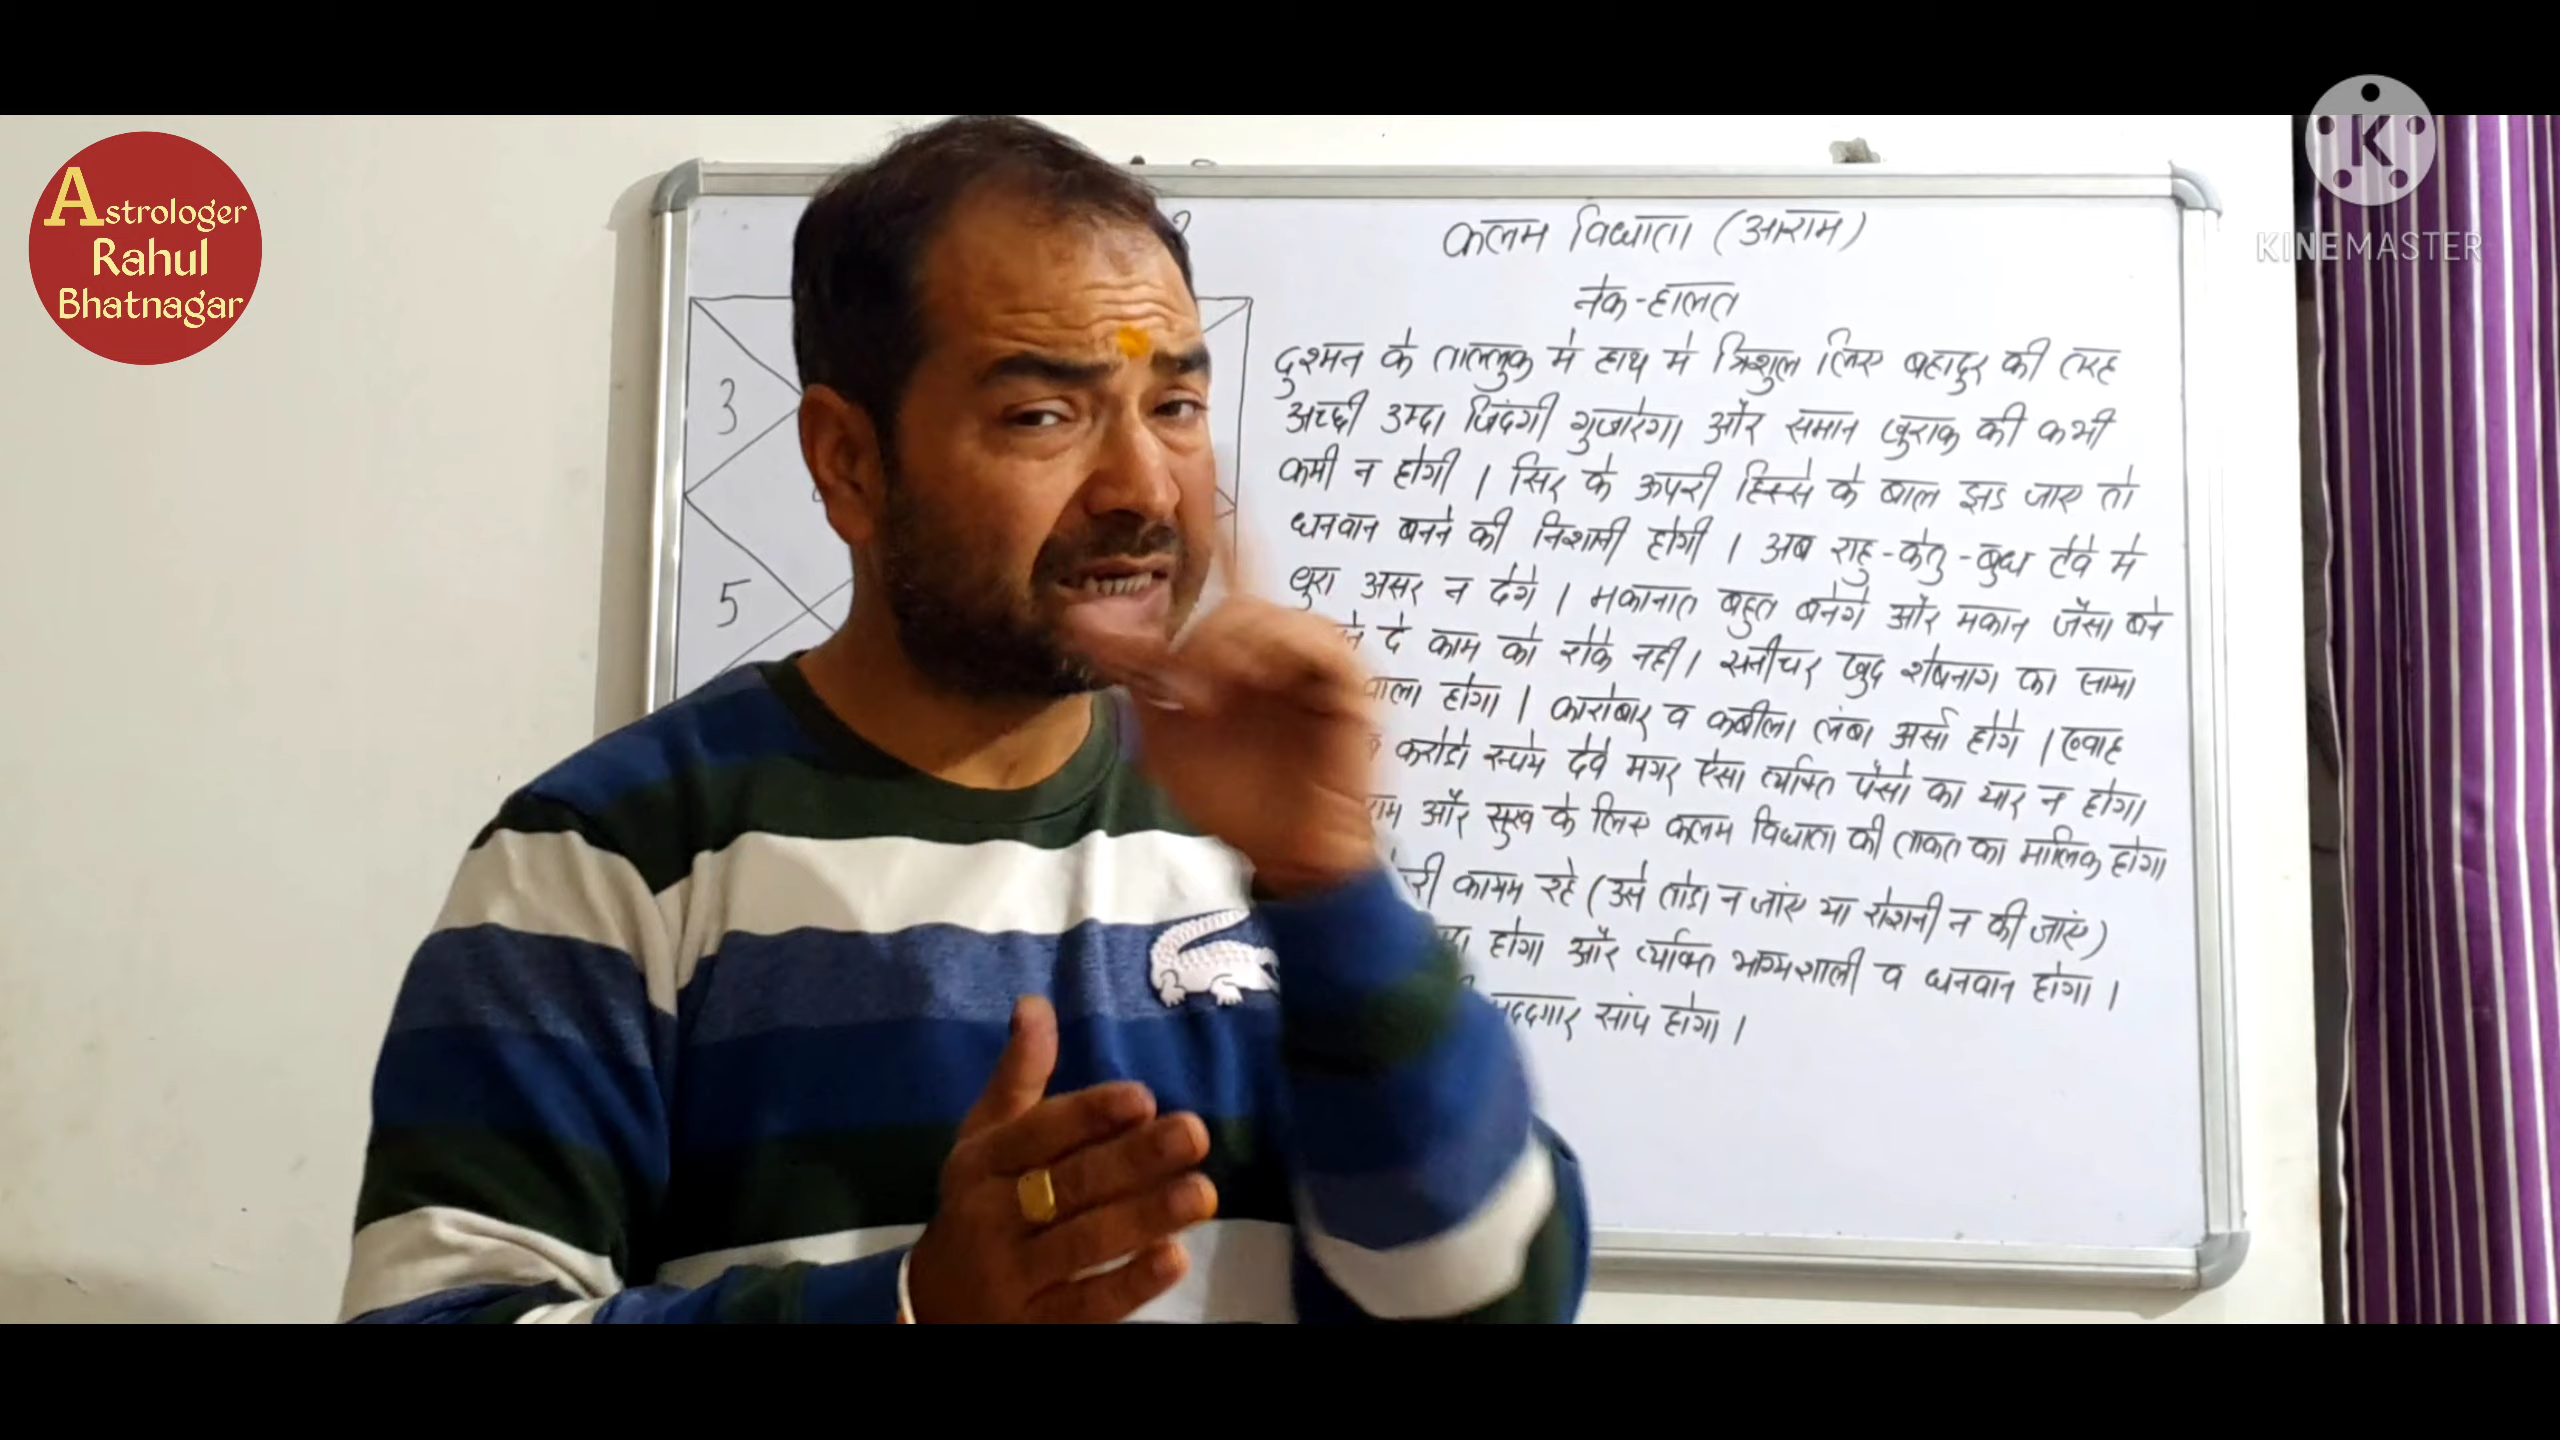 Astrologer
Rahul
Bhatnagar
KINEMASTER
3
5
कलम विधाता (आराम)
नेक-हालत
दुश्मन के ताल्लुक मे हाथ मे त्रिशुल लिए बहादुर की तरह
अच्छी उम्दा जिंदगी गुजारेगा और समान खुराक की कभी
कमी न होगी । सिर के ऊपरी हिस्से के बाल झड जाए तो
धनवान बनने की निशानी होगी । अब राहु-केतु-बुध टेवे मे
बुरा असर न देगे । मकानात बहुत बनेगे और मकान जैसा बने
दे काम को रोके नही । सनीचर खुद शेषनाग का साया
वाला होगा । कारोबार व कबीला लंबा अर्सा होगे । ख्वाह
करोडो रूपये देवे मगर ऐसा व्यक्ति पैसो का यार न होगा
और सुख के लिए कलम विधाता की ताकत का मालिक होगा
कायम रहे (उसे तोडा न जाए या रोशनी न की जाए)
होगा और व्यक्ति भाग्यशाली व धनवान होगा ।
मददगार सांप होगा ।